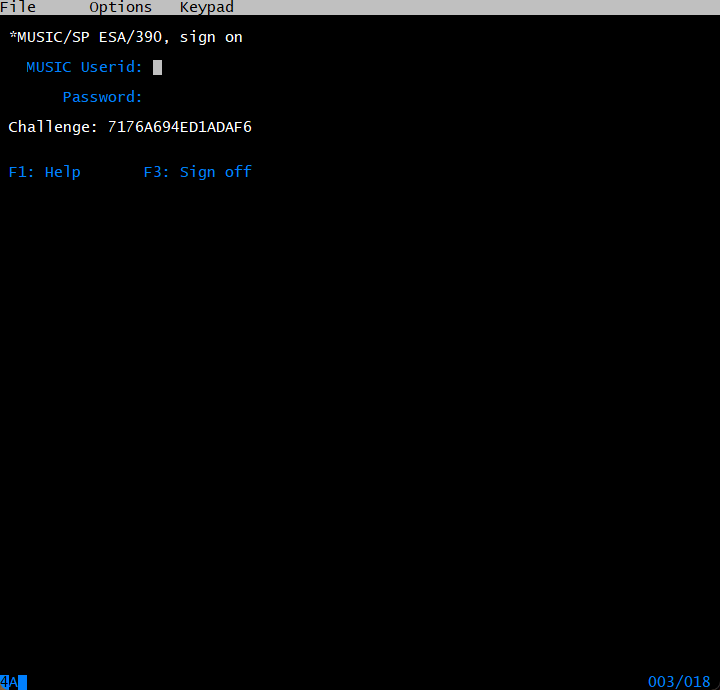 File Options Keypad
*MUSIC/SP ESA/390, sign on
MUSIC Userid:
Password:
Challenge: 7176A694ED1ADAF6
F1: Help F3: Sign off
4A 003/018